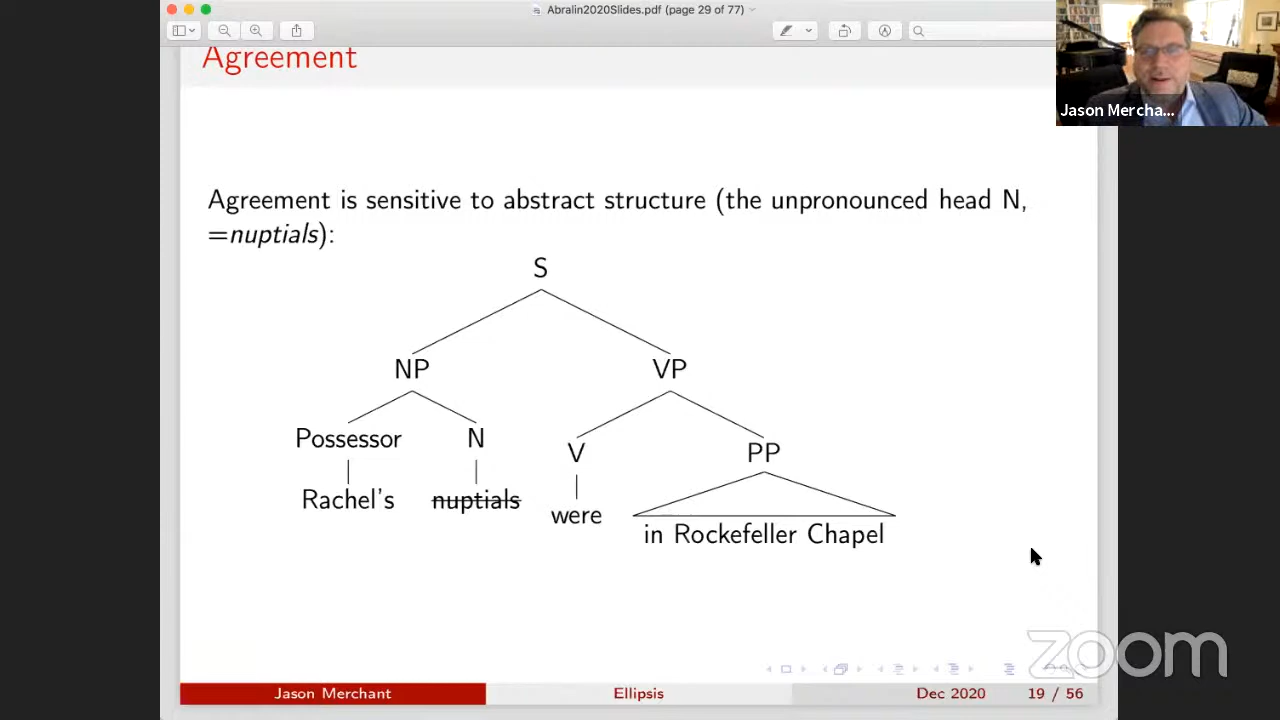 Abralin2020Slides.pdf (page 29 of 77)
Agreement
Jason Mercha...
Agreement is sensitive to abstract structure (the unpronounced head N,
=nuptials):
S
NP VP
Possessor N V PP
Rachel's nuptials were in Rockefeller Chapel
zoom
Jason Merchant Ellipsis Dec 2020 19 / 56